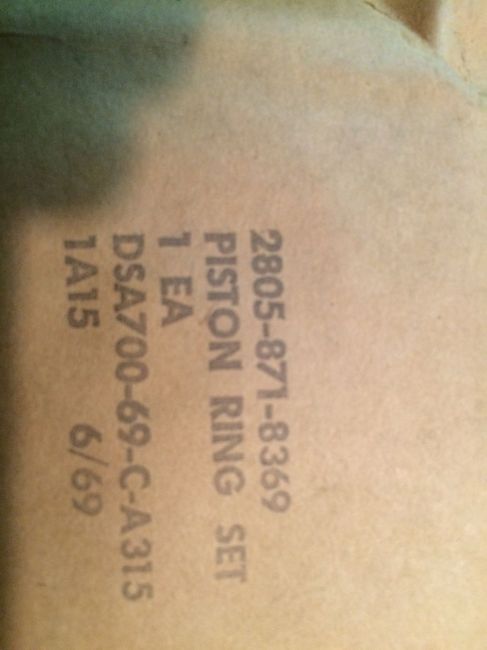 2805-871-8369
PISTON RING SET
1 EA
DSA700-69-C-A315
1A15 6/69